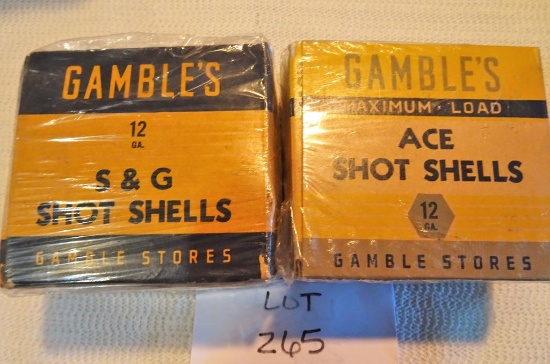 GAMBLE'S
12
GA.
S & G
SHOT SHELLS
GAMBLE STORES
GAMBLE'S
MAXIMUM · LOAD
ACE
SHOT SHELLS
12
GA.
GAMBLE STORES
LOT
265